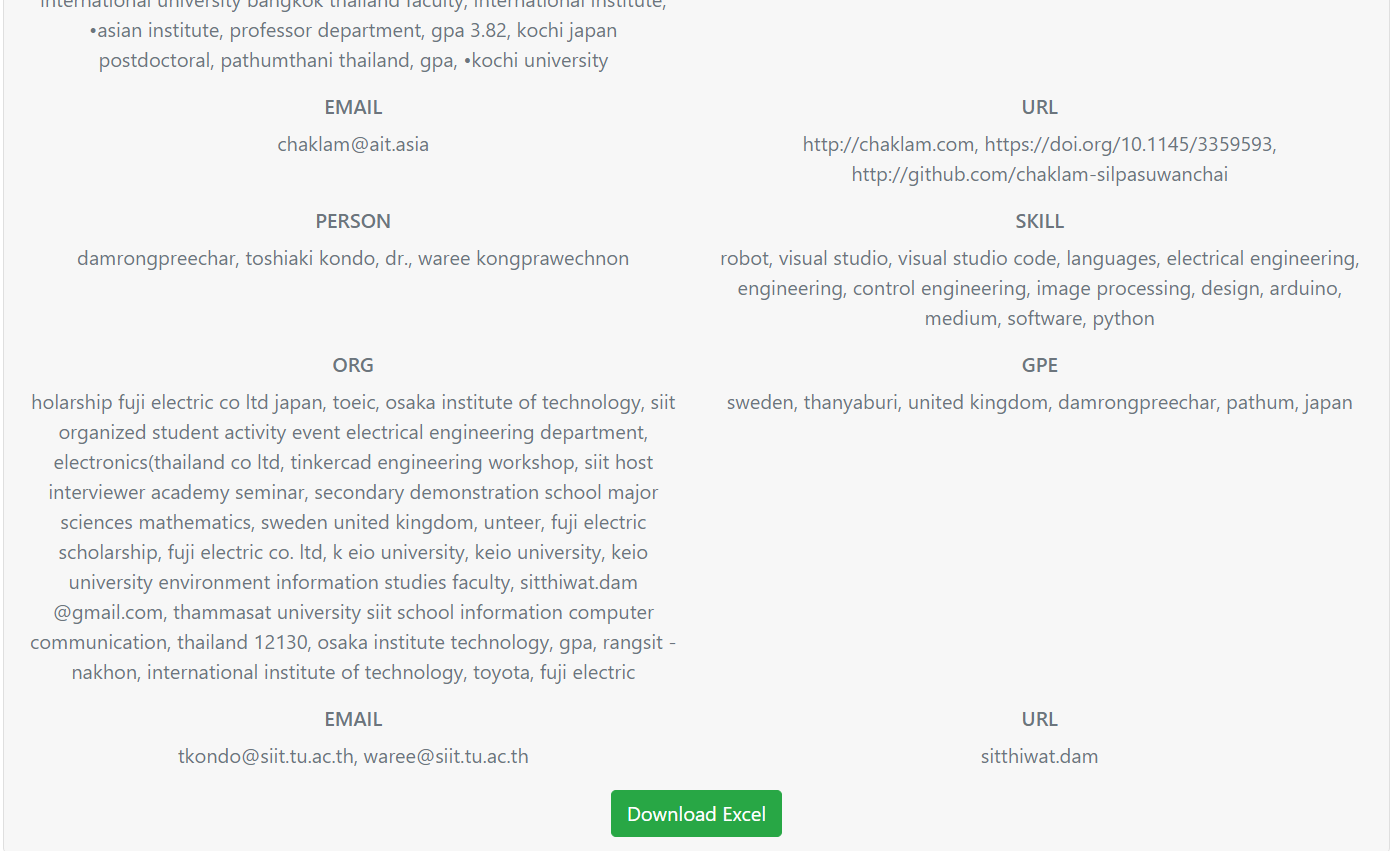 international university bangkok thailand faculty, international institute,
•asian institute, professor department, gpa 3.82, kochi japan
postdoctoral, pathumthani thailand, gpa, •kochi university
EMAIL
chaklam@ait.asia
URL
http://chaklam.com, https://doi.org/10.1145/3359593,
http://github.com/chaklam-silpasuwanchai
PERSON
damrongpreechar, toshiaki kondo, dr., waree kongprawechnon
SKILL
robot, visual studio, visual studio code, languages, electrical engineering,
engineering, control engineering, image processing, design, arduino,
medium, software, python
ORG
holarship fuji electric co ltd japan, toeic, osaka institute of technology, siit
organized student activity event electrical engineering department,
electronics(thailand co ltd, tinkercad engineering workshop, siit host
interviewer academy seminar, secondary demonstration school major
sciences mathematics, sweden united kingdom, unteer, fuji electric
scholarship, fuji electric co. ltd, k eio university, keio university, keio
university environment information studies faculty, sitthiwat.dam
@gmail.com, thammasat university siit school information computer
communication, thailand 12130, osaka institute technology, gpa, rangsit -
nakhon, international institute of technology, toyota, fuji electric
GPE
sweden, thanyaburi, united kingdom, damrongpreechar, pathum, japan
EMAIL
tkondo@siit.tu.ac.th, waree@siit.tu.ac.th
URL
sitthiwat.dam
Download Excel